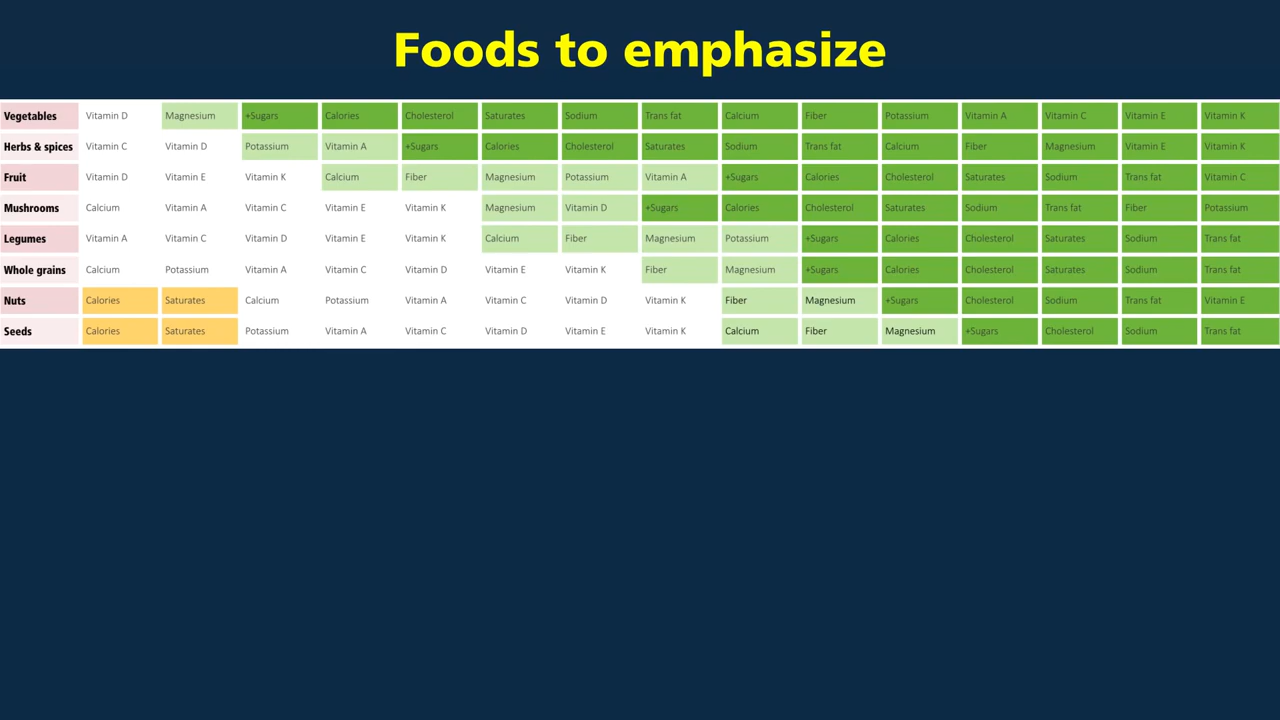 Foods to emphasize
Vegetables Vitamin D Magnesium +Sugars Calories Cholesterol Saturates Sodium Trans fat Calcium Fiber Potassium Vitamin A Vitamin C Vitamin E Vitamin K
Herbs & spices Vitamin C Vitamin D Potassium Vitamin A +Sugars Calories Cholesterol Saturates Sodium Trans fat Calcium Fiber Magnesium Vitamin E Vitamin K
Fruit Vitamin D Vitamin E Vitamin K Calcium Fiber Magnesium Potassium Vitamin A +Sugars Calories Cholesterol Saturates Sodium Trans fat Vitamin C
Mushrooms Calcium Vitamin A Vitamin C Vitamin E Vitamin K Magnesium Vitamin D +Sugars Calories Cholesterol Saturates Sodium Trans fat Fiber Potassium
Legumes Vitamin A Vitamin C Vitamin D Vitamin E Vitamin K Calcium Fiber Magnesium Potassium +Sugars Calories Cholesterol Saturates Sodium Trans fat
Whole grains Calcium Potassium Vitamin A Vitamin C Vitamin D Vitamin E Vitamin K Fiber Magnesium +Sugars Calories Cholesterol Saturates Sodium Trans fat
Nuts Calories Saturates Calcium Potassium Vitamin A Vitamin C Vitamin D Vitamin K Fiber Magnesium +Sugars Cholesterol Sodium Trans fat Vitamin E
Seeds Calories Saturates Potassium Vitamin A Vitamin C Vitamin D Vitamin E Vitamin K Calcium Fiber Magnesium +Sugars Cholesterol Sodium Trans fat